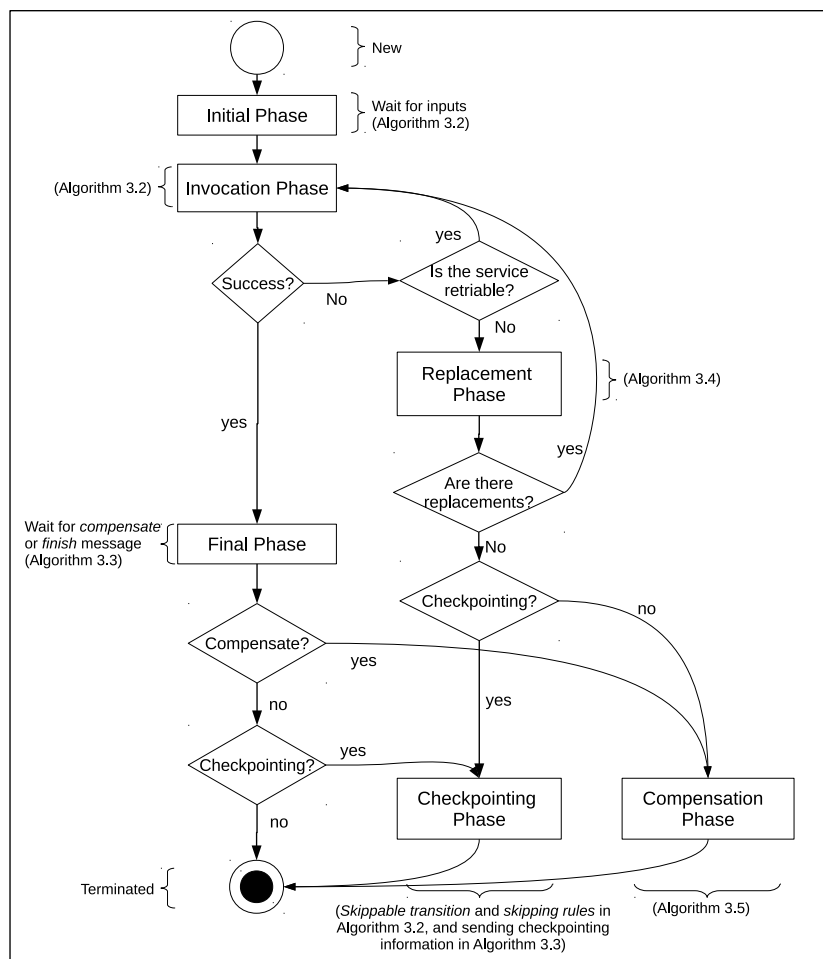 New
Initial Phase
Wait for inputs
(Algorithm 3.2)
(Algorithm 3.2)
Invocation Phase
yes
Success?
No
Is the service
retriable?
No
Replacement
Phase
(Algorithm 3.4)
yes
yes
Are there
replacements?
Wait for compensate
or finish message
(Algorithm 3.3)
Final Phase
No
Checkpointing?
no
Compensate?
yes
yes
no
Checkpointing?
yes
Checkpointing
Phase
Compensation
Phase
no
Terminated
(Skippable transition and skipping rules in
Algorithm 3.2, and sending checkpointing
information in Algorithm 3.3)
(Algorithm 3.5)